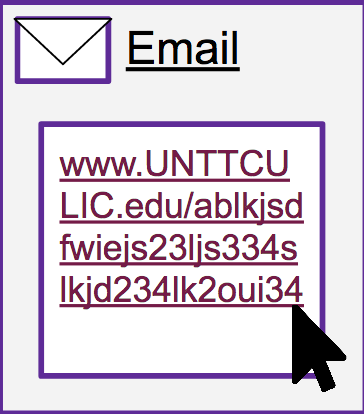 Email
www.UNTTCU
LIC.edu/ablkjsd
fwiejs23ljs334s
lkjd234lk2oui34